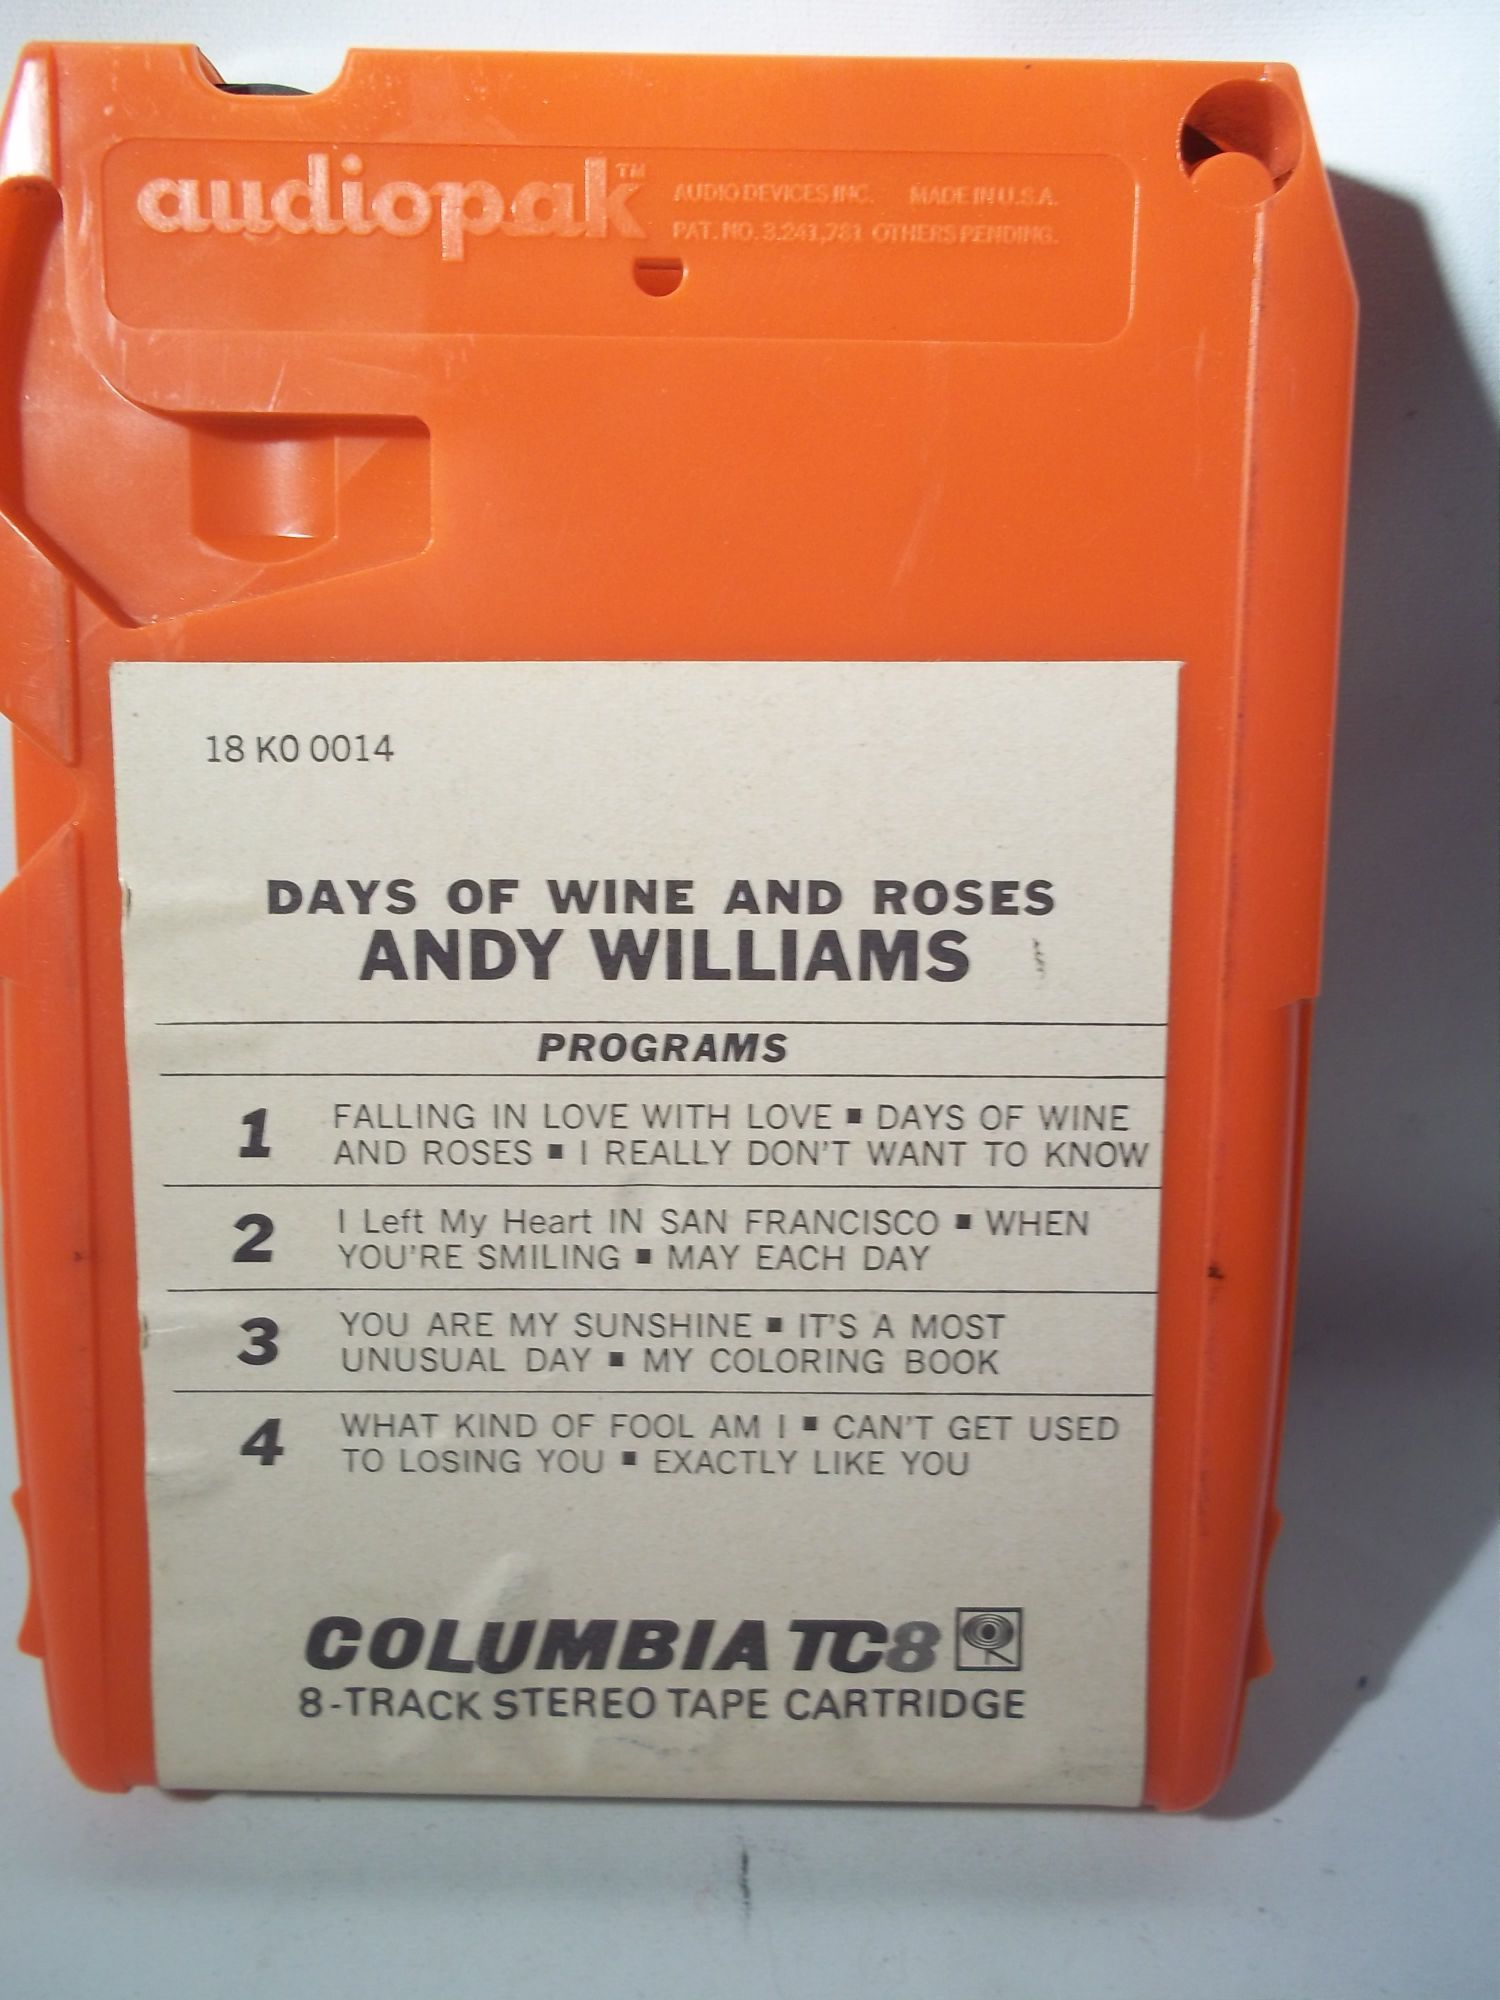 audiopak™ AUDIO DEVICES INC. MADE IN U.S.A.
PAT. NO. 3,241,781 OTHERS PENDING.
18 KO 0014
DAYS OF WINE AND ROSES
ANDY WILLIAMS
PROGRAMS
1 FALLING IN LOVE WITH LOVE ▪ DAYS OF WINE
AND ROSES ▪ I REALLY DON'T WANT TO KNOW
2 I Left My Heart IN SAN FRANCISCO ▪ WHEN
YOU'RE SMILING ▪ MAY EACH DAY
3 YOU ARE MY SUNSHINE ▪ IT'S A MOST
UNUSUAL DAY ▪ MY COLORING BOOK
4 WHAT KIND OF FOOL AM I ▪ CAN'T GET USED
TO LOSING YOU ▪ EXACTLY LIKE YOU
COLUMBIA TC8
8-TRACK STEREO TAPE CARTRIDGE